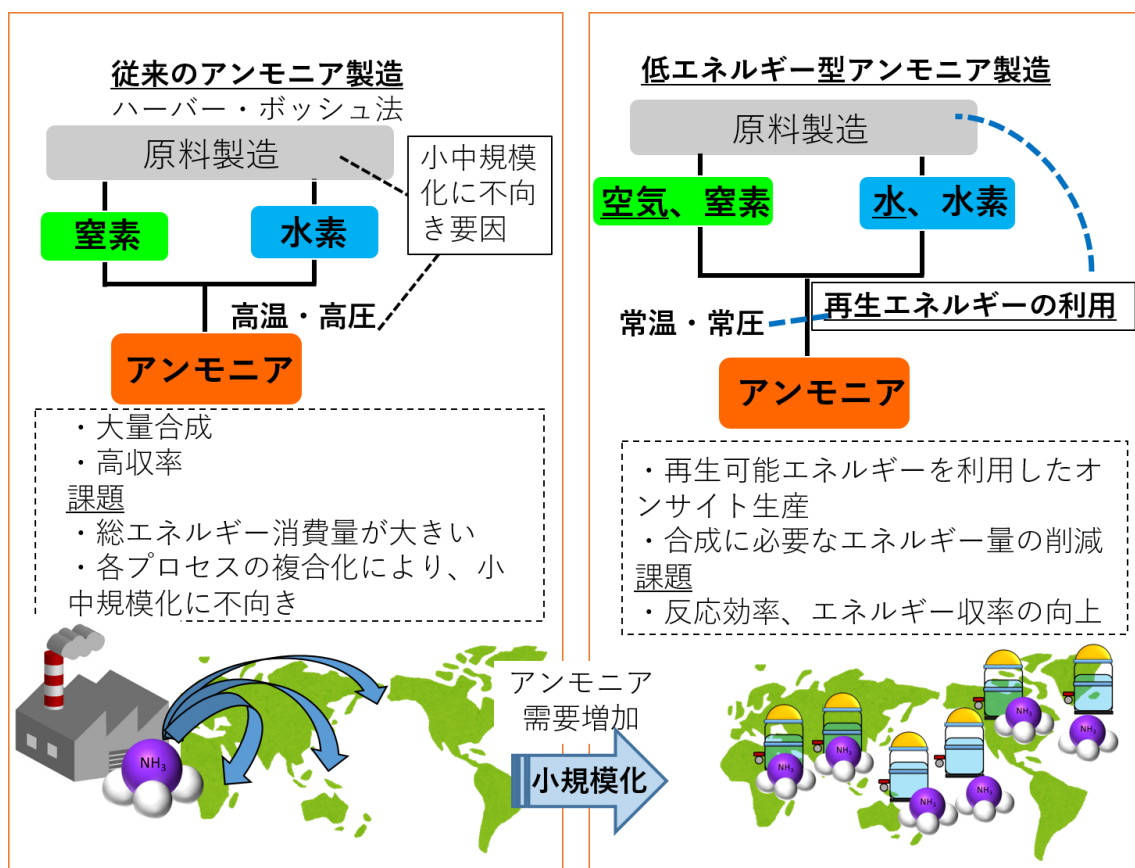 従来のアンモニア製造
ハーバー・ボッシュ法
原料製造
小中規模
化に不向
き要因
窒素
水素
高温・高圧
アンモニア
・大量合成
・高収率
課題
・総エネルギー消費量が大きい
・各プロセスの複合化により、小
中規模化に不向き
NH3
低エネルギー型アンモニア製造
原料製造
空気、窒素
水、水素
常温・常圧
再生エネルギーの利用
アンモニア
・再生可能エネルギーを利用したオ
ンサイト生産
・合成に必要なエネルギー量の削減
課題
・反応効率、エネルギー収率の向上
アンモニア
需要増加
小規模化
NH3
NH3
NH3
NH3
NH3
NH3